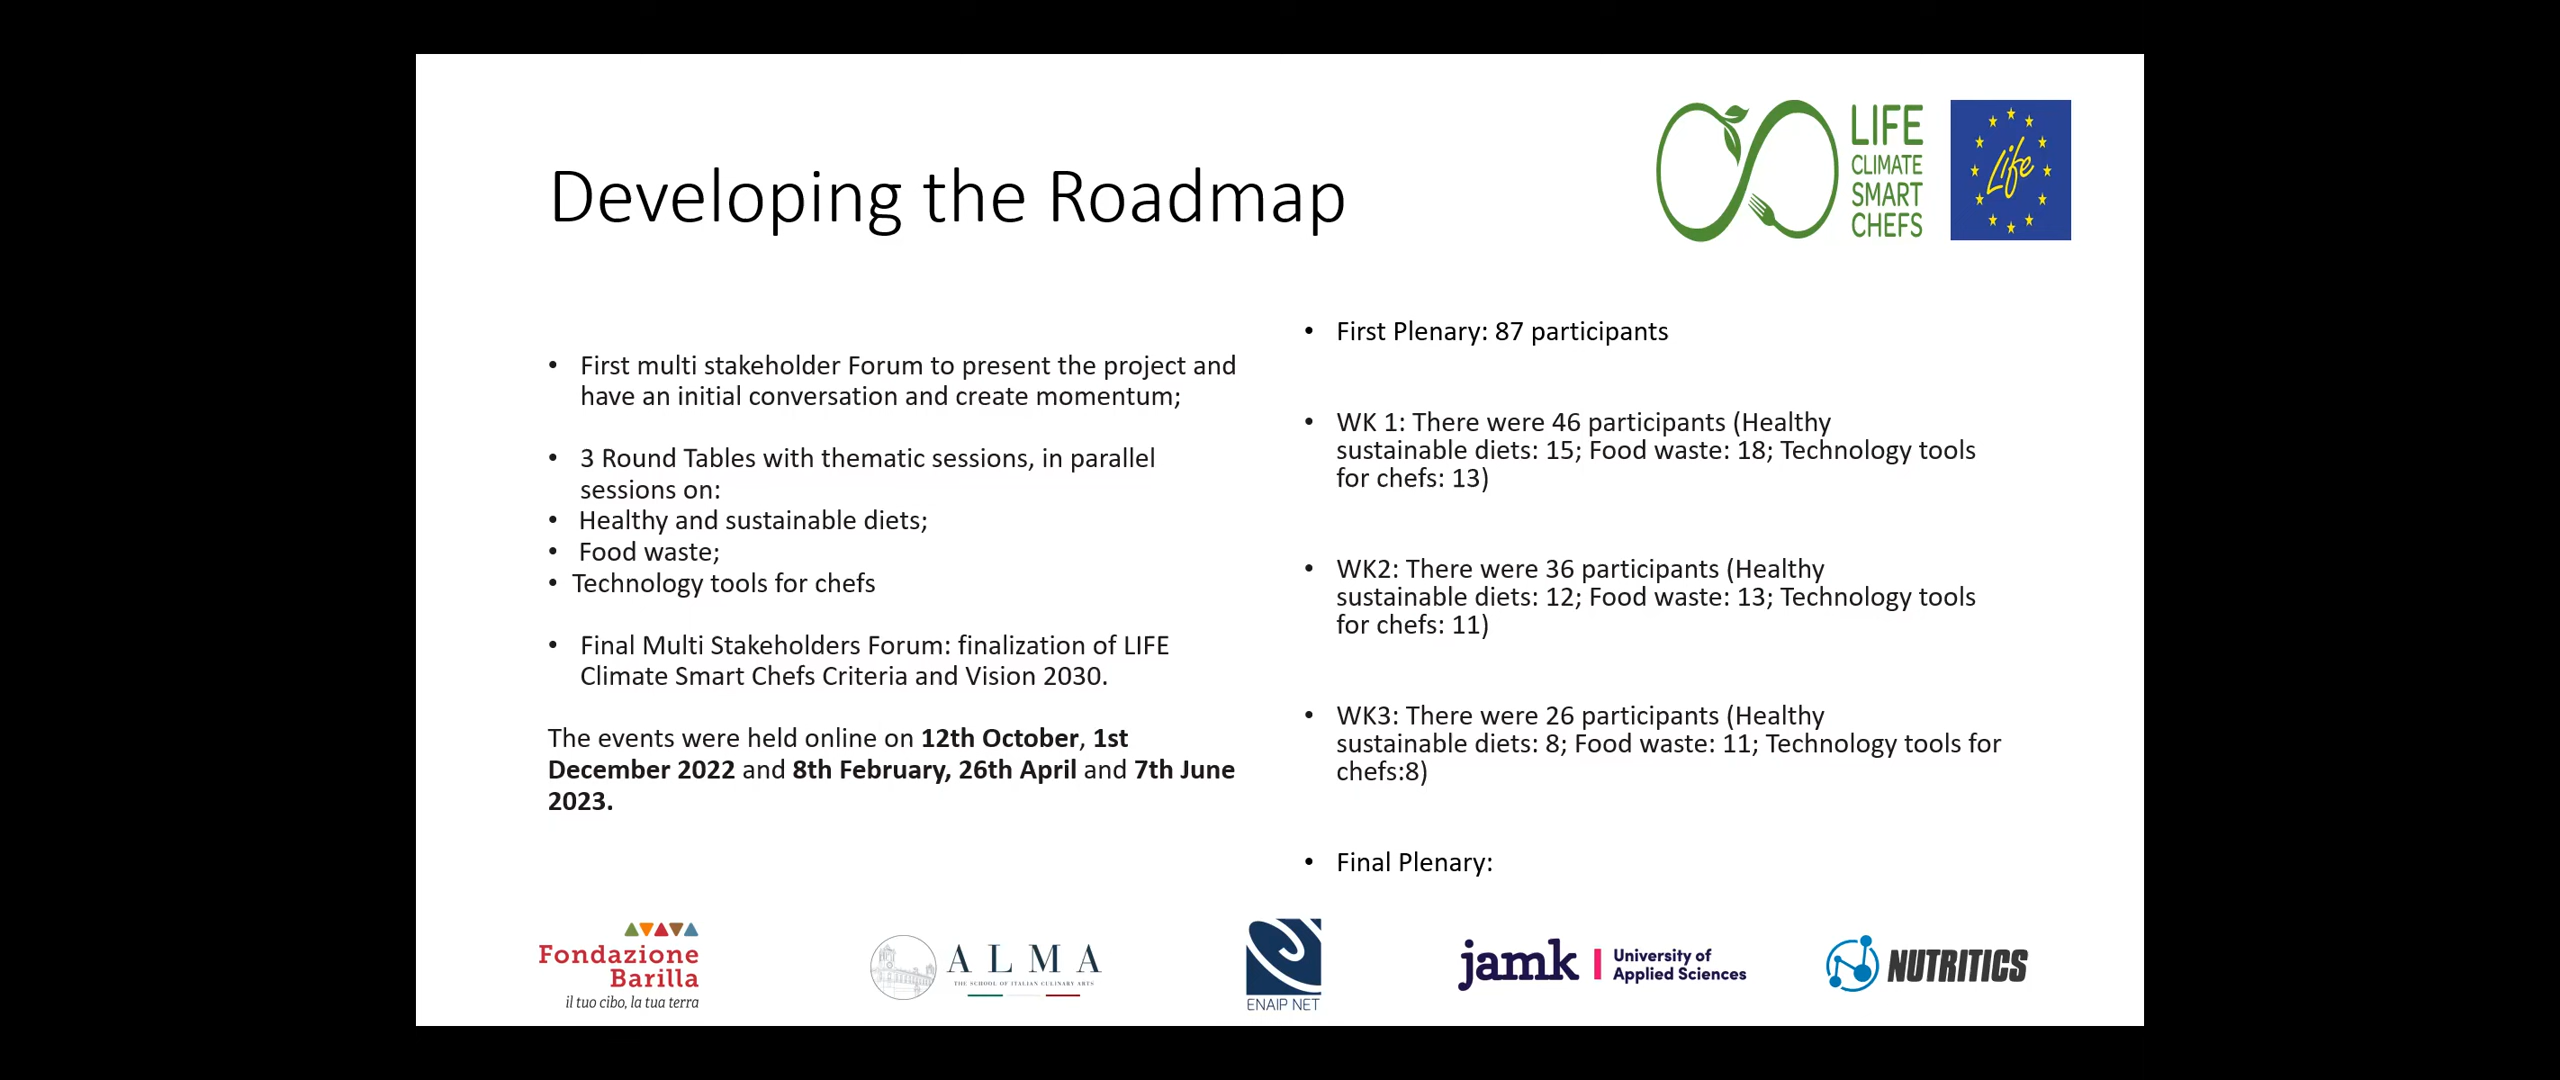 Developing the Roadmap
LIFE
CLIMATE
SMART
CHEFS
Life
• First multi stakeholder Forum to present the project and
have an initial conversation and create momentum;
• 3 Round Tables with thematic sessions, in parallel
sessions on:
• Healthy and sustainable diets;
• Food waste;
• Technology tools for chefs
• Final Multi Stakeholders Forum: finalization of LIFE
Climate Smart Chefs Criteria and Vision 2030.
The events were held online on 12th October, 1st
December 2022 and 8th February, 26th April and 7th June
2023.
• First Plenary: 87 participants
• WK 1: There were 46 participants (Healthy
sustainable diets: 15; Food waste: 18; Technology tools
for chefs: 13)
• WK2: There were 36 participants (Healthy
sustainable diets: 12; Food waste: 13; Technology tools
for chefs: 11)
• WK3: There were 26 participants (Healthy
sustainable diets: 8; Food waste: 11; Technology tools for
chefs:8)
• Final Plenary:
Fondazione
Barilla
il tuo cibo, la tua terra
ALMA
THE SCHOOL OF ITALIAN CULINARY ARTS
ENAIP NET
jamk | University of
Applied Sciences
NUTRITICS